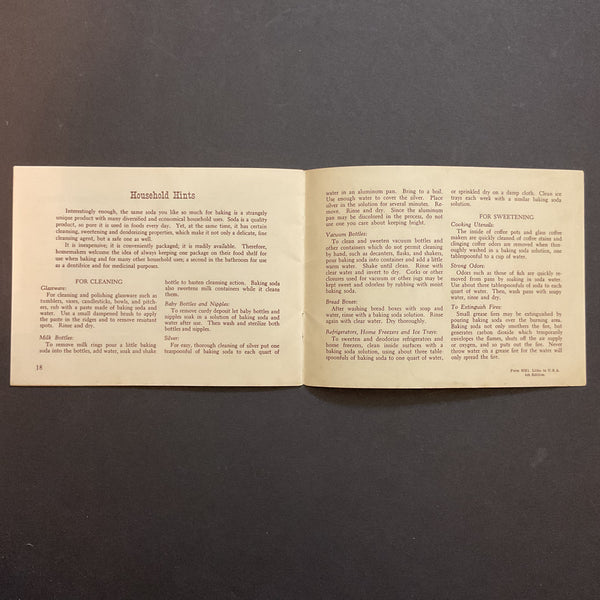 Household Hints
Interestingly enough, the same soda you like so much for baking is a strangely
unique product with many diversified and economical household uses. Soda is a
product, so pure it is used in foods every day. Yet, at the same time, it has certain
cleansing, sweetening and deodorizing properties, which make it not only a delicate, fine
cleansing agent, but a safe one as well.
It is inexpensive; it is conveniently packaged; it is readily available. Therefore,
homemakers welcome the idea of always keeping one package on their food shelf for
use when baking and for many other household uses; a second in the bathroom for use
as a dentifrice and for medicinal purposes.
FOR CLEANING
Glassware:
For cleaning and polishing glassware such as
tumblers, vases, candlesticks, bowls, and pitch-
ers, rub with a paste made of baking soda and
water. Use a small dampened brush to apply
the paste in the ridges and to remove resistant
spots. Rinse and dry.
Milk Bottles:
To remove milk rings pour a little baking
soda into the bottles, add water, soak and shake
bottle to hasten cleansing action. Baking soda
also sweetens milk containers while it cleans
them.
Baby Bottles and Nipples:
To remove curdy deposit let baby bottles and
nipples soak in a solution of baking soda and
water after use. Then wash and sterilize both
bottles and nipples.
Silver:
For easy, thorough cleaning of silver put one
teaspoonful of baking soda to each quart of
18
water in an aluminum pan. Bring to a boil.
Use enough water to cover the silver. Place
silver in the solution for several minutes. Re-
move. Rinse and dry. Since the aluminum
pan may be discolored in the process, do not
use one you care about keeping bright.
Vacuum Bottles:
To clean and sweeten vacuum bottles and
other containers which do not permit cleaning
by hand, such as decanters, flasks, and shakers,
pour baking soda into container and add a little
warm water. Shake until clean. Rinse with
clear water and invert to dry. Corks or other
closures used for vacuum or other jugs may be
kept sweet and odorless by rubbing with moist
baking soda.
Bread Boxes:
After washing bread boxes with soap and
water, rinse with a baking soda solution. Rinse
again with clear water. Dry thoroughly.
Refrigerators, Home Freezers and Ice Trays:
To sweeten and deodorize refrigerators and
home freezers, clean inside surfaces with a
baking soda solution, using about three table-
spoonfuls of baking soda to one quart of water,
or sprinkled dry on a damp cloth. Clean ice
trays each week with a similar baking soda
solution.
FOR SWEETENING
Cooking Utensils:
The inside of coffee pots and glass coffee
makers are quickly cleaned of coffee stains and
clinging coffee odors are removed when thor-
oughly washed in a baking soda solution, one
tablespoonful to a cup of water.
Strong Odors:
Odors such as those of fish are quickly re-
moved from pans by soaking in soda water.
Use about three tablespoonfuls of soda to each
quart of water. Then, wash pans with soapy
water, rinse and dry.
To Extinguish Fires:
Small grease fires may be extinguished by
pouring baking soda over the burning area.
Baking soda not only smothers the fire, but
generates carbon dioxide which temporarily
envelopes the flames, shuts off the air supply
or oxygen, and so puts out the fire. Never
throw water on a grease fire for the water will
only spread the fire.
Litho. in U.S.A.
Edition